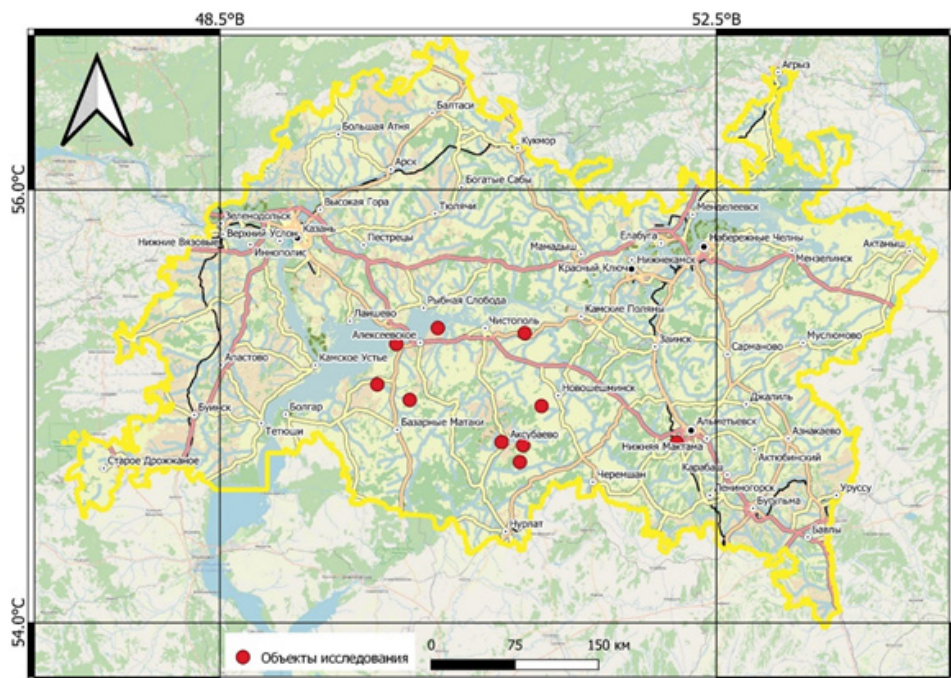 48.5°В
52.5°В
Агрыз
Балтаси
Большая Атня
Кукмор
Арск
Богатые Сабы
56.0°С
Высокая Гора
Тюлячи
Менделеевск
Зеленодольск
Казань
Верхний Услон
Нижние Вязовые
Пестрецы
Иннополис
Мамадыш
Елабуга
Набережные Челны
Нижнекамск
Актаныш
Мензелинск
Красный Ключ
Рыбная Слобода
Лаишево
Чистополь
Камские Поляны
Алексеевское
Муслюмово
Заинск
Сарманово
Апастово
Камское Устье
Новошешминск
Джалиль
Буинск
Болгар
Тетюши
Базарные Матаки
Аксубаево
Альметьевск
Азнакаево
Нижняя Мактама
Актюбинский
Старое Дрожжаное
Карабаш
Черемшан
Лениногорск
Уруссу
Бугульма
Нурлат
Бавлы
54.0°С
Объекты исследования
0 75 150 км